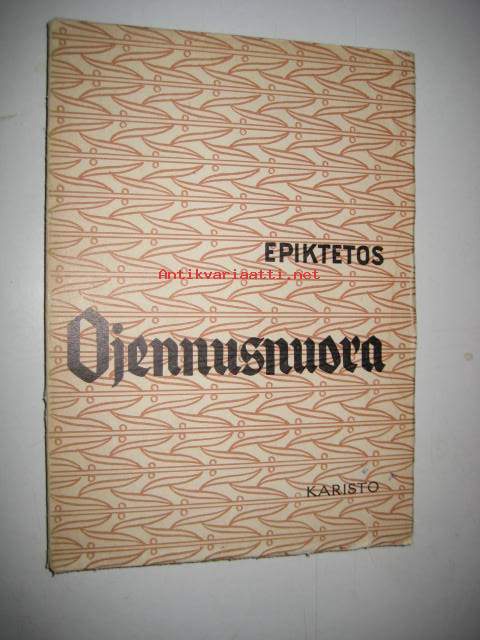 EPIKTETOS
Antikvariaatti.net
Ojennusnuora
KARISTO